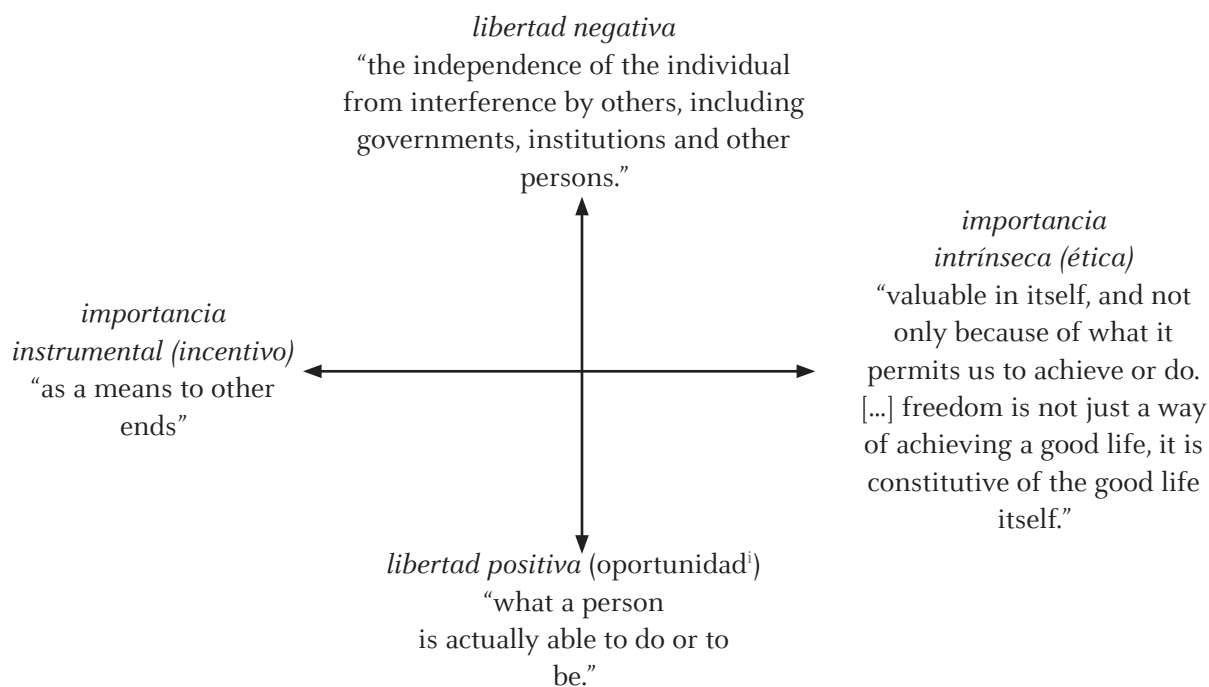 libertad negativa
“the independence of the individual
from interference by others, including
governments, institutions and other
persons.”
importancia
instrumental (incentivo)
“as a means to other
ends”
importancia
intrínseca (ética)
“valuable in itself, and not
only because of what it
permits us to achieve or do.
[...] freedom is not just a way
of achieving a good life, it is
constitutive of the good life
itself.”
libertad positiva (oportunidadⁱ)
“what a person
is actually able to do or to
be.”